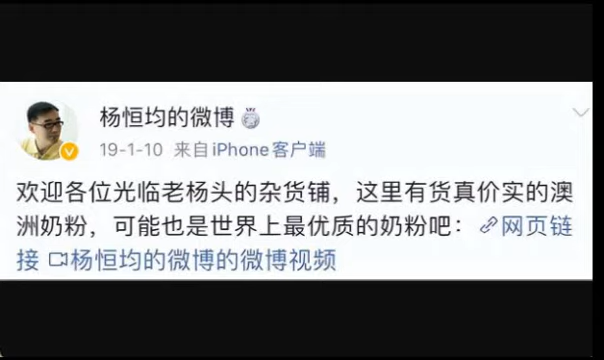 杨恒均的微博
19-1-10 来自iPhone客户端
欢迎各位光临老杨头的杂货铺，这里有货真价实的澳
洲奶粉，可能也是世界上最优质的奶粉吧：网页链
接 杨恒均的微博的微博视频